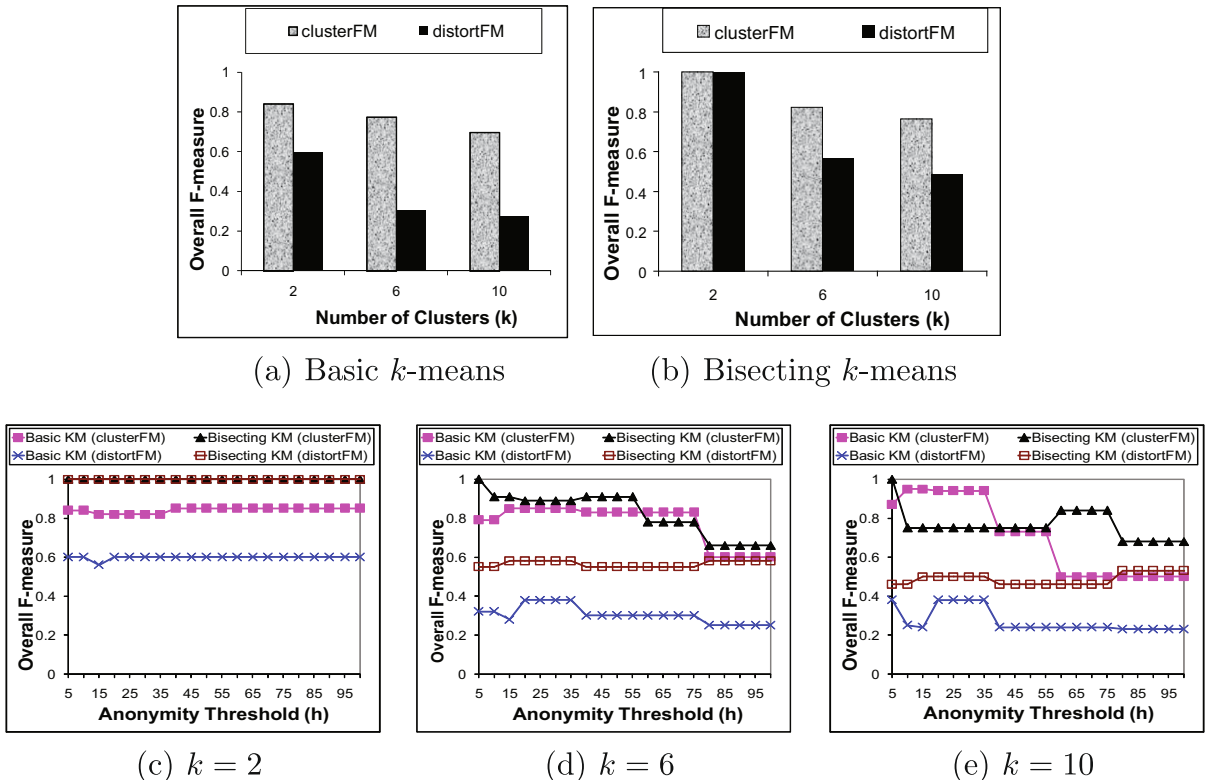 clusterFM distortFM
Overall F-measure
1
0.8
0.6
0.4
0.2
0
2 6 10
Number of Clusters (k)
(a) Basic k-means
clusterFM distortFM
Overall F-measure
1
0.8
0.6
0.4
0.2
0
2 6 10
Number of Clusters (k)
(b) Bisecting k-means
Basic KM (clusterFM) Bisecting KM (clusterFM)
Basic KM (distortFM) Bisecting KM (distortFM)
Overall F-measure
1
0.8
0.6
0.4
0.2
0
5 15 25 35 45 55 65 75 85 95
Anonymity Threshold (h)
(c) k = 2
Basic KM (clusterFM) Bisecting KM (clusterFM)
Basic KM (distortFM) Bisecting KM (distortFM)
Overall F-measure
1
0.8
0.6
0.4
0.2
0
5 15 25 35 45 55 65 75 85 95
Anonymity Threshold (h)
(d) k = 6
Basic KM (clusterFM) Bisecting KM (clusterFM)
Basic KM (distortFM) Bisecting KM (distortFM)
Overall F-measure
1
0.8
0.6
0.4
0.2
0
5 15 25 35 45 55 65 75 85 95
Anonymity Threshold (h)
(e) k = 10